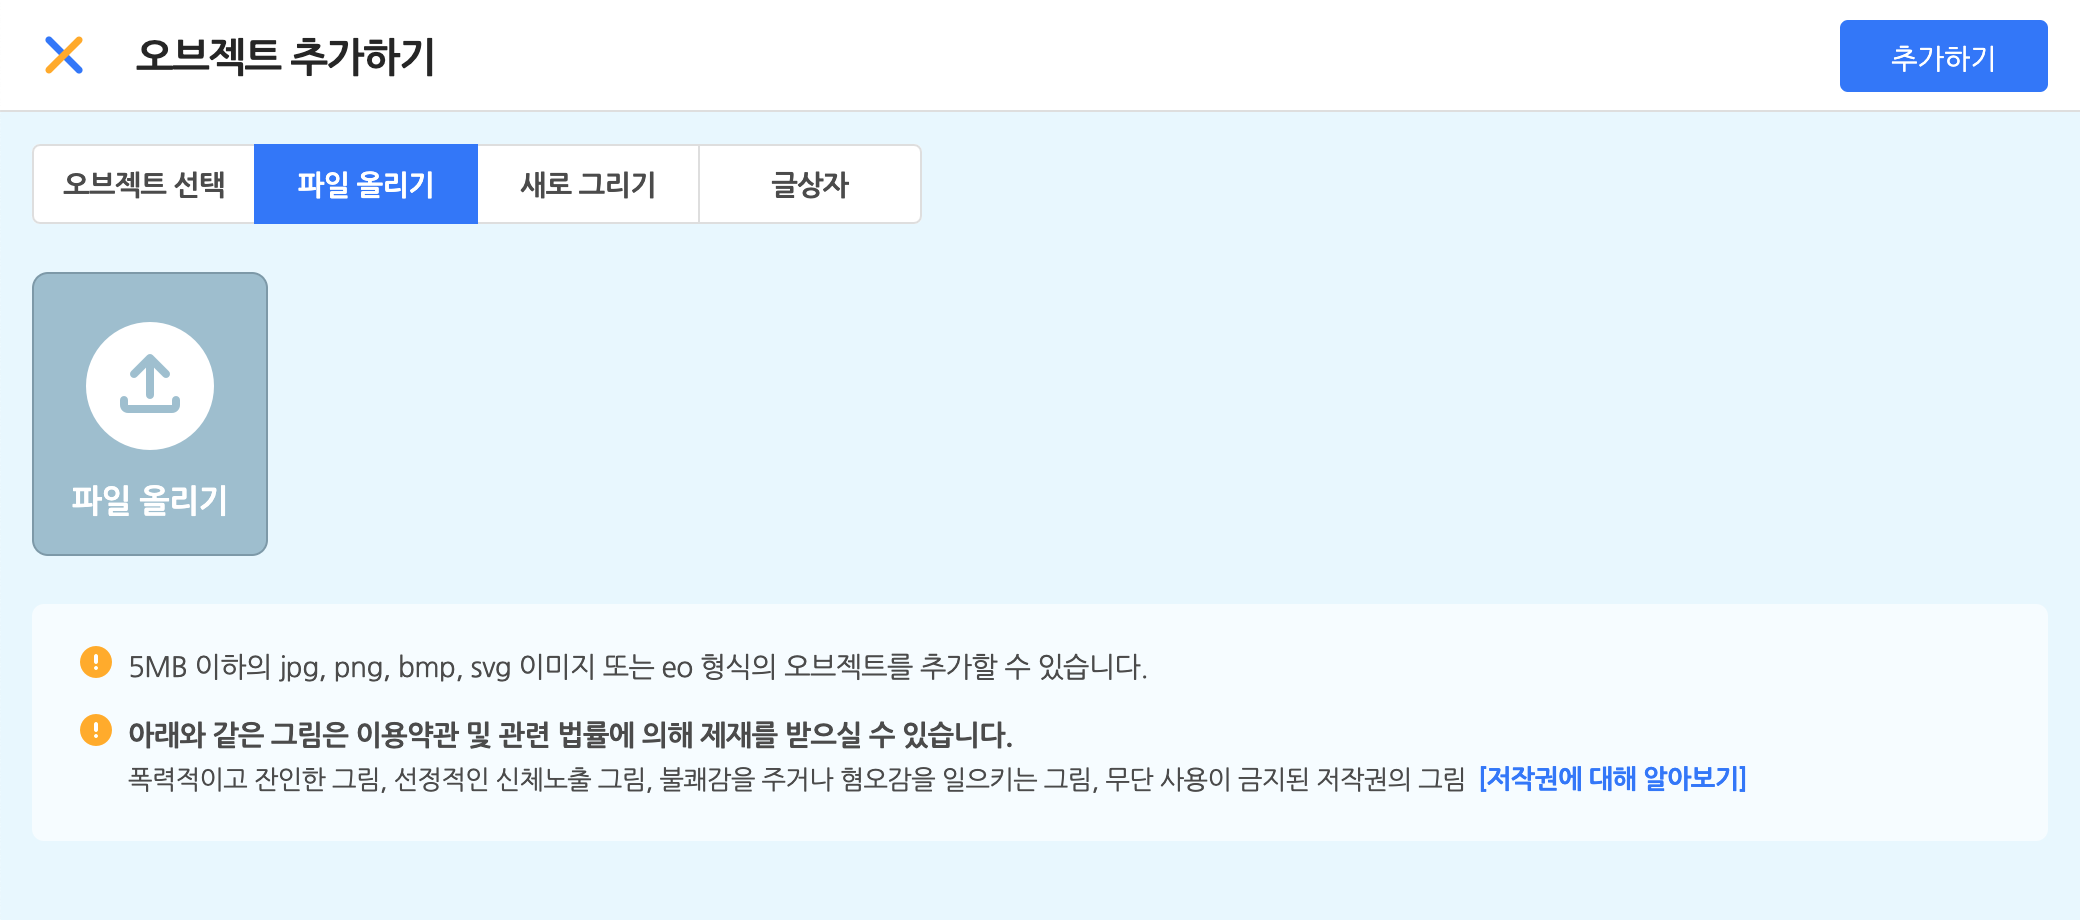 오브젝트 추가하기
추가하기
오브젝트 선택
파일 올리기
새로 그리기
글상자
파일 올리기
5MB 이하의 jpg, png, bmp, svg 이미지 또는 eo 형식의 오브젝트를 추가할 수 있습니다.
아래와 같은 그림은 이용약관 및 관련 법률에 의해 제재를 받으실 수 있습니다.
폭력적이고 잔인한 그림, 선정적인 신체노출 그림, 불쾌감을 주거나 혐오감을 일으키는 그림, 무단 사용이 금지된 저작권의 그림 [저작권에 대해 알아보기]